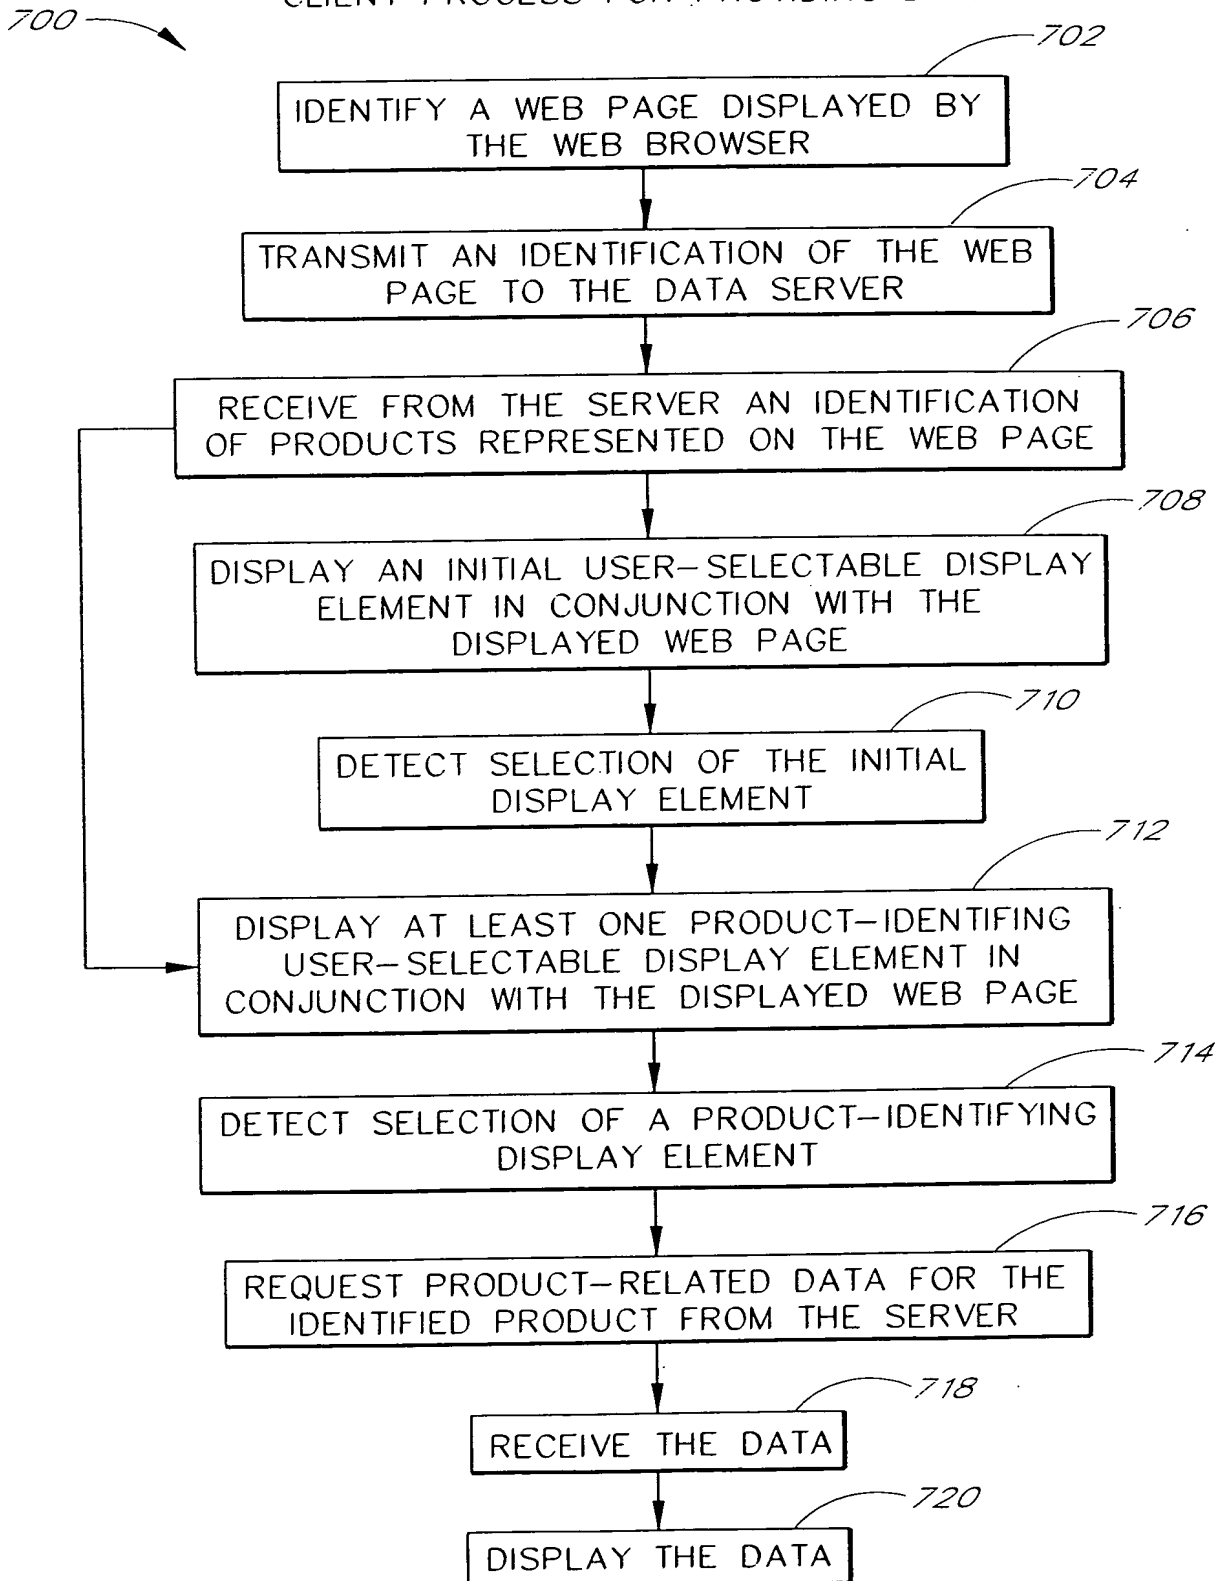 CLIENT PROCESS FOR PROVIDING
700
702
IDENTIFY A WEB PAGE DISPLAYED BY
THE WEB BROWSER
704
TRANSMIT AN IDENTIFICATION OF THE WEB
PAGE TO THE DATA SERVER
706
RECEIVE FROM THE SERVER AN IDENTIFICATION
OF PRODUCTS REPRESENTED ON THE WEB PAGE
708
DISPLAY AN INITIAL USER-SELECTABLE DISPLAY
ELEMENT IN CONJUNCTION WITH THE
DISPLAYED WEB PAGE
710
DETECT SELECTION OF THE INITIAL
DISPLAY ELEMENT
712
DISPLAY AT LEAST ONE PRODUCT-IDENTIFING
USER-SELECTABLE DISPLAY ELEMENT IN
CONJUNCTION WITH THE DISPLAYED WEB PAGE
714
DETECT SELECTION OF A PRODUCT-IDENTIFYING
DISPLAY ELEMENT
716
REQUEST PRODUCT-RELATED DATA FOR THE
IDENTIFIED PRODUCT FROM THE SERVER
718
RECEIVE THE DATA
720
DISPLAY THE DATA